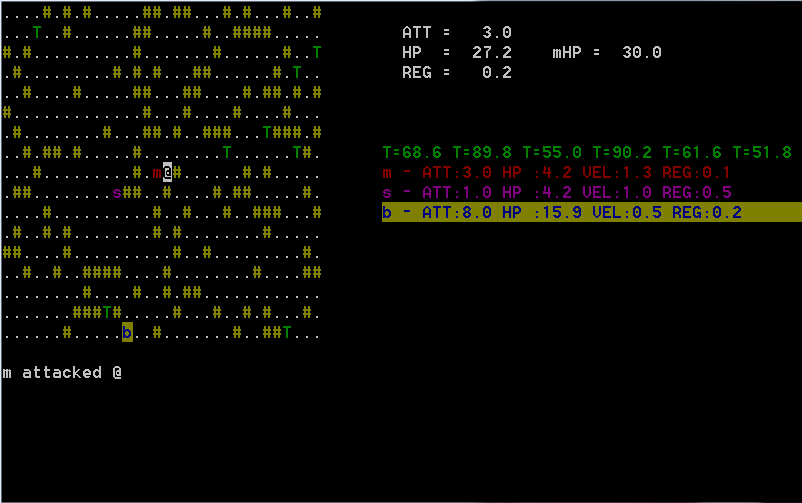 ....#.#.#.....##.##...#.#...#..#
...T..#......##.....#..####.....
#.#..........#.......#......#..T
.#.........#.#.#...##......#.T..
..#....#.....##.#....#..#.##.#.#
#.............#...#....#...#....
.#........#...##.#..###...T###.#
..#.##.#.....#........T......T#.
...#.........#.m@#......#.#.....
.##........s##..#....#.##.....#.
....#..........#..#...#..###..#.
....#.#..#.....#.#......#..#....
##...#..........#.............#.
..#..#..####....#........#....##
........#....#..#.##............
.......###T#.....#...#..#.#...#.
......#.....b..#.......#..##T...
m attacked @
ATT =   3.0
HP  =  27.2    mHP =  30.0
REG =   0.2
T=68.6 T=89.8 T=55.0 T=90.2 T=61.6 T=51.8
m - ATT:3.0 HP :4.2 VEL:1.3 REG:0.1
s - ATT:1.0 HP :4.2 VEL:1.0 REG:0.5
b - ATT:8.0 HP :15.9 VEL:0.5 REG:0.2